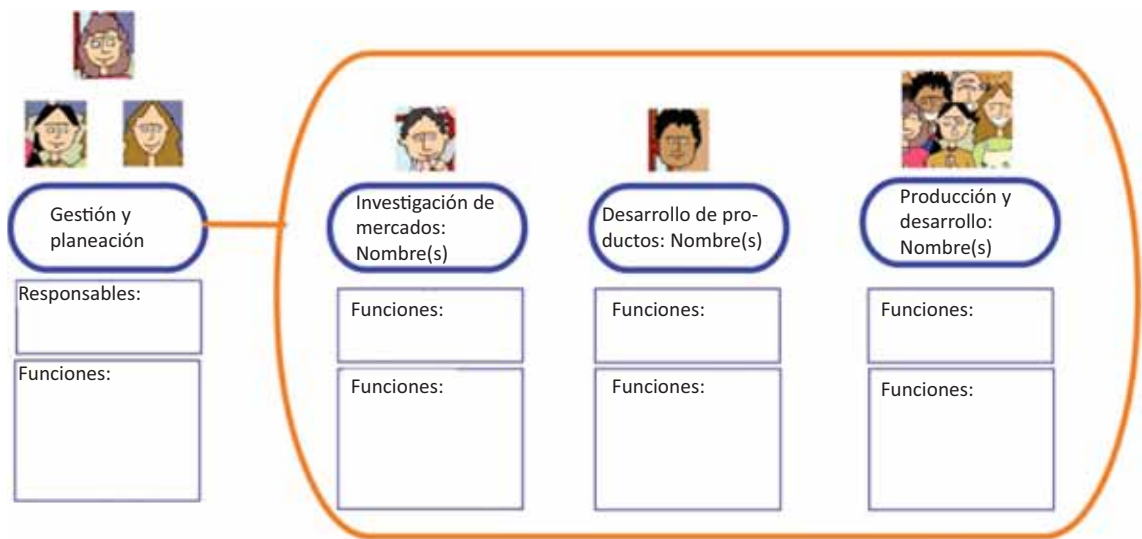 Gestión y
planeación
Responsables:
Funciones:
Investigación de
mercados:
Nombre(s)
Funciones:
Funciones:
Desarrollo de pro-
ductos: Nombre(s)
Funciones:
Funciones:
Producción y
desarrollo:
Nombre(s)
Funciones:
Funciones: